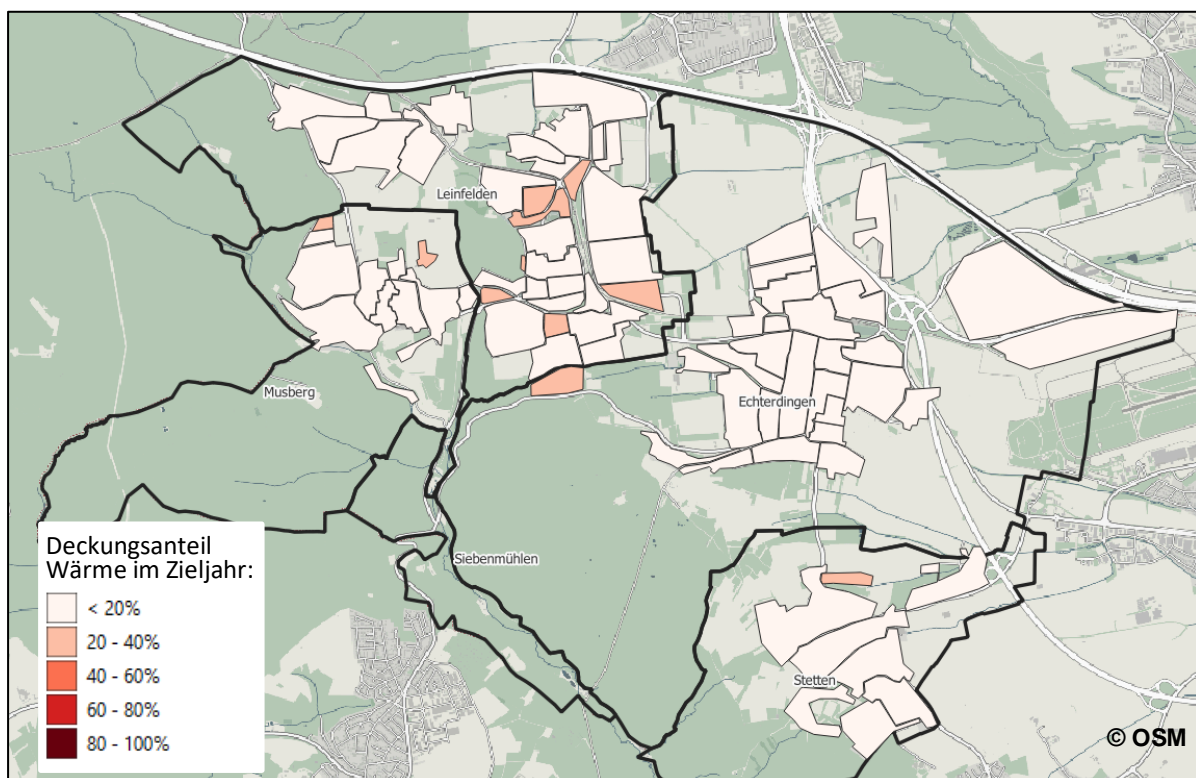 Leinfelden
Musberg
Echterdingen
Siebenmühlen
Stetten
Deckungsanteil
Wärme im Zieljahr:
< 20%
20 - 40%
40 - 60%
60 - 80%
80 - 100%
© OSM